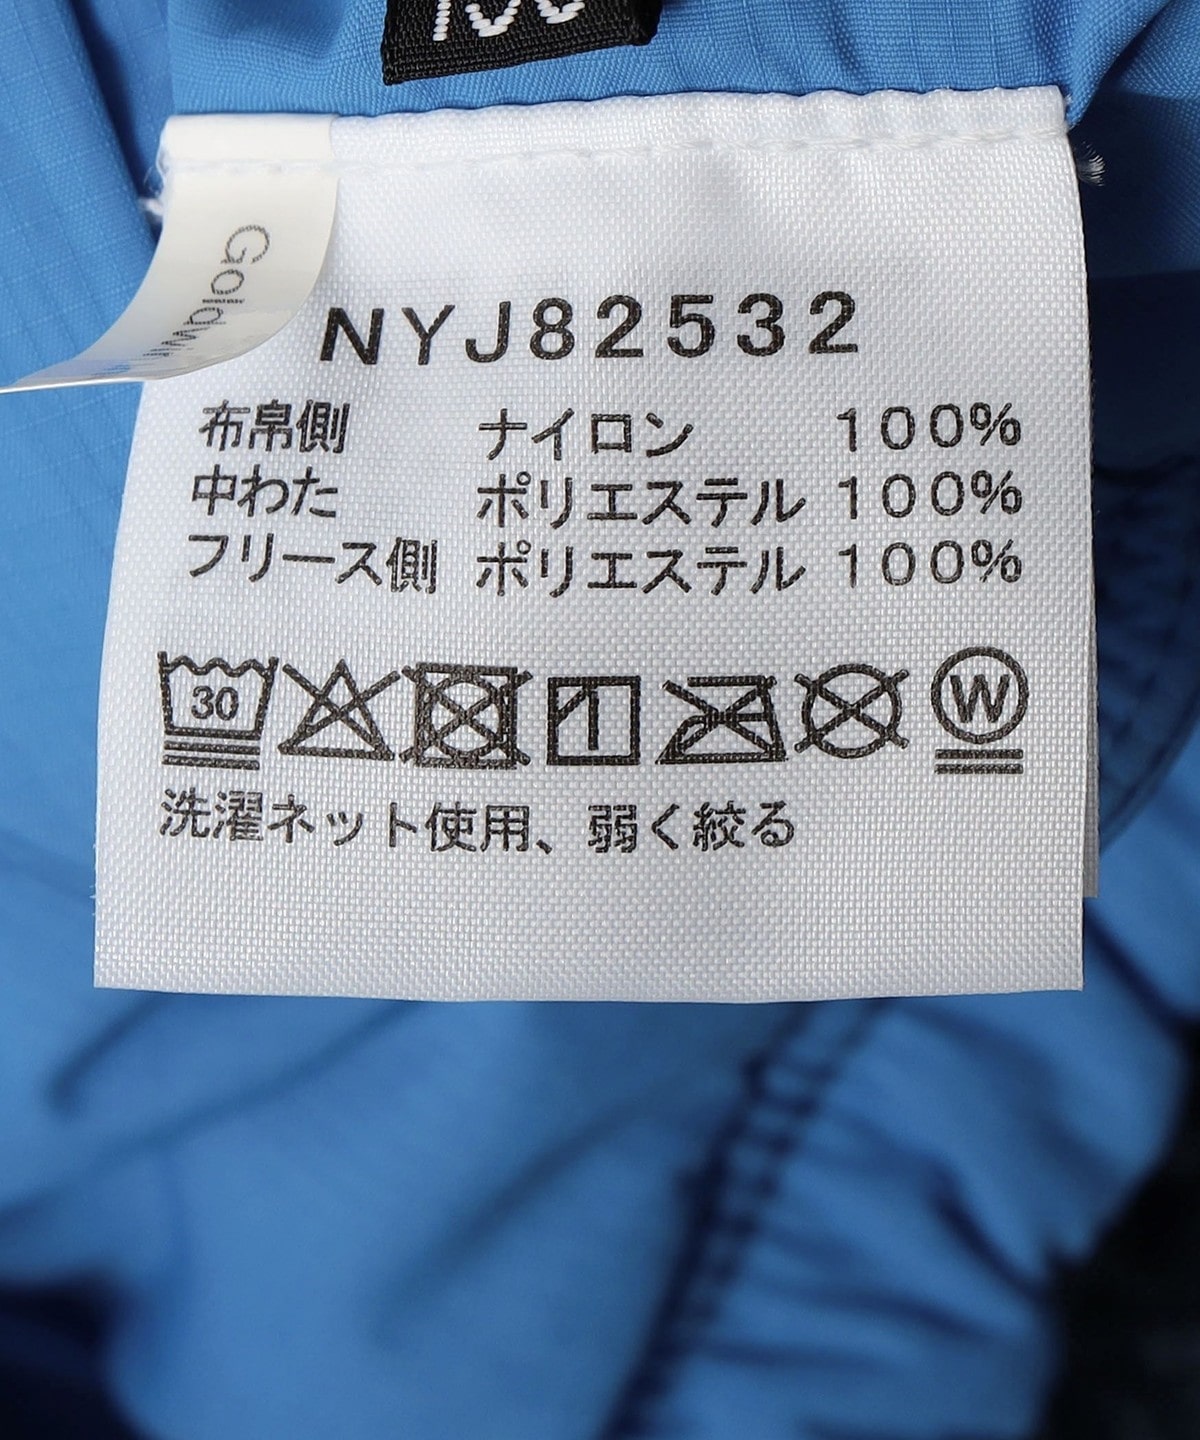 100
Goldwi
NYJ82532
布帛側 ナイロン 100%
中わた ポリエステル 100%
フリース側 ポリエステル 100%
30 W
洗濯ネット使用、弱く絞る